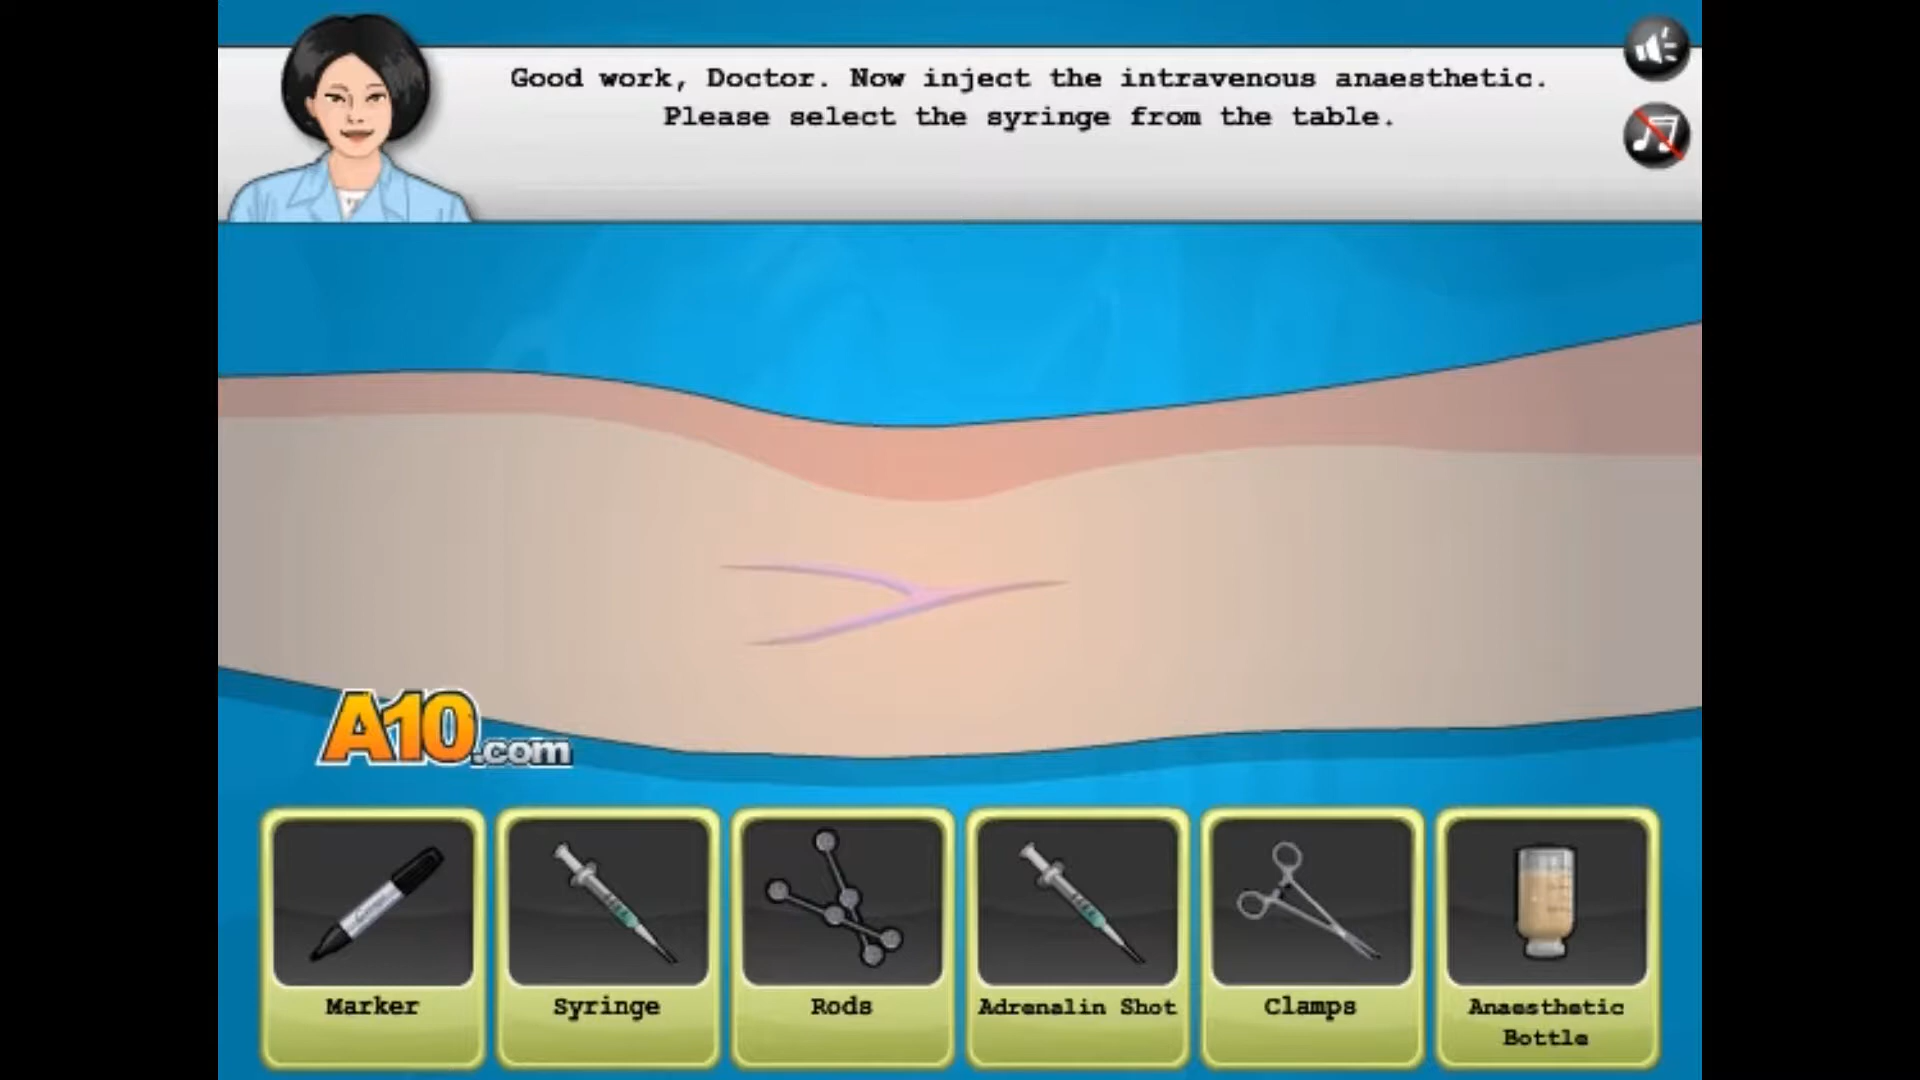 Good work, Doctor. Now inject the intravenous anaesthetic.
Please select the syringe from the table.
A10.com
Marker
Syringe
Rods
Adrenalin Shot
Clamps
Anaesthetic
Bottle